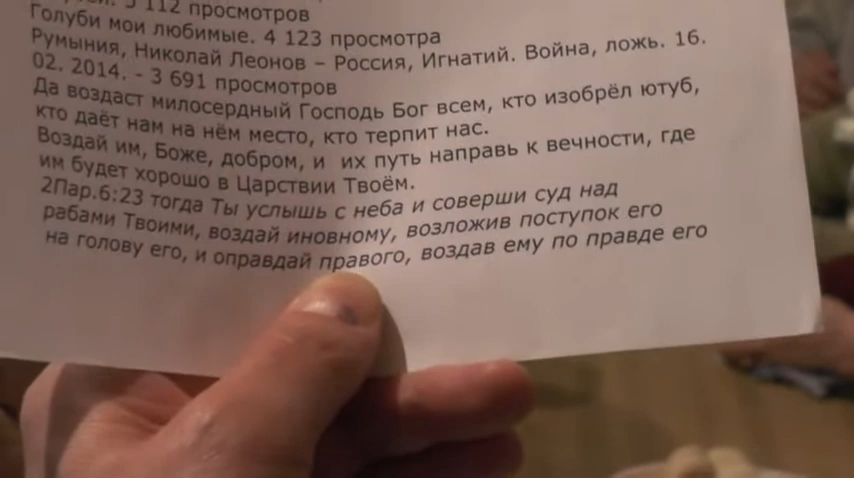 3 112 просмотров
Голуби мои любимые. 4 123 просмотра
Румыния, Николай Леонов – Россия, Игнатий. Война, ложь. 16.
02. 2014. - 3 691 просмотров
Да воздаст милосердный Господь Бог всем, кто изобрёл ютуб,
кто даёт нам на нём место, кто терпит нас.
Воздай им, Боже, добром, и их путь направь к вечности, где
им будет хорошо в Царствии Твоём.
2Пар.6:23 тогда Ты услышь с неба и соверши суд над
рабами Твоими, воздай иновному, возложив поступок его
на голову его, и оправдай правого, воздав ему по правде его